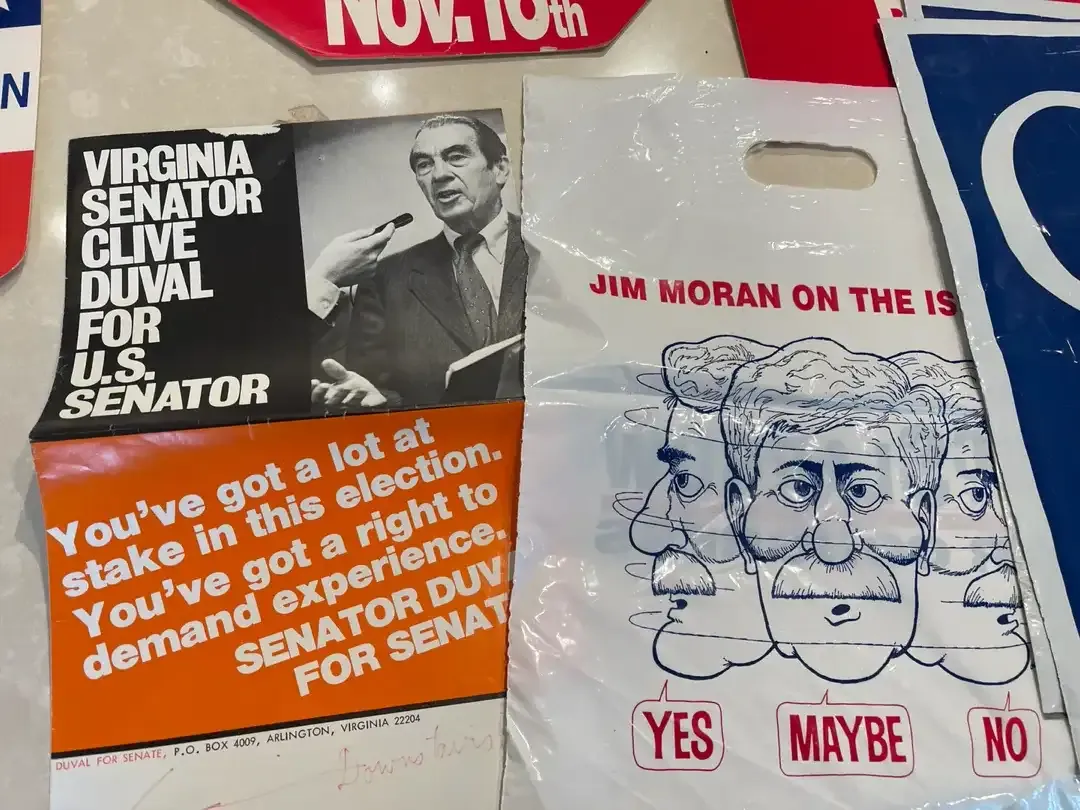 Nov. 10th
N
VIRGINIA
SENATOR
CLIVE
DUVAL
FOR
U.S.
SENATOR
You've got a lot at
stake in this election.
You've got a right to
demand experience.
SENATOR DUV
FOR SENAT
DUVAL FOR SENATE, P.O. BOX 4009, ARLINGTON, VIRGINIA 22204
JIM MORAN ON THE IS
YES
MAYBE
NO